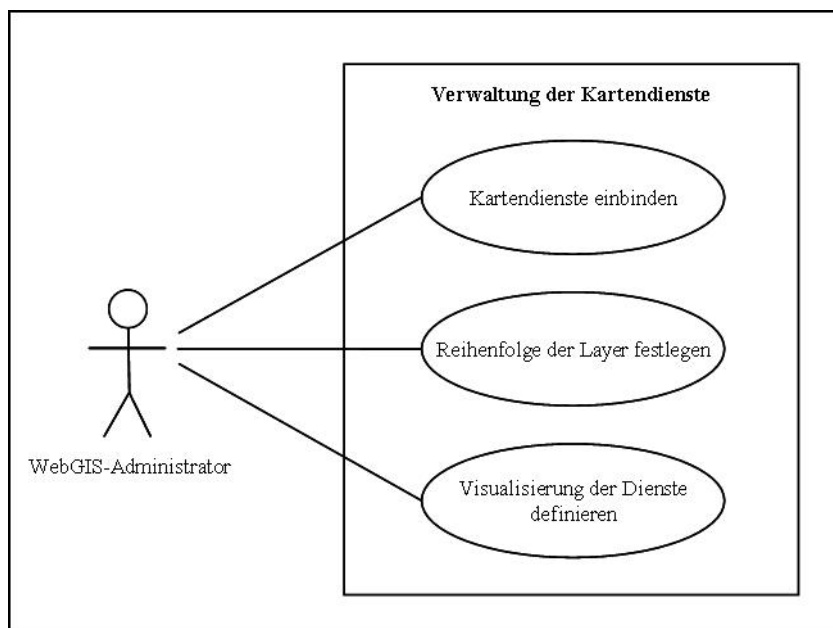 Verwaltung der Kartendienste
Kartendienste einbinden
Reihenfolge der Layer festlegen
WebGIS-Administrator
Visualisierung der Dienste
definieren